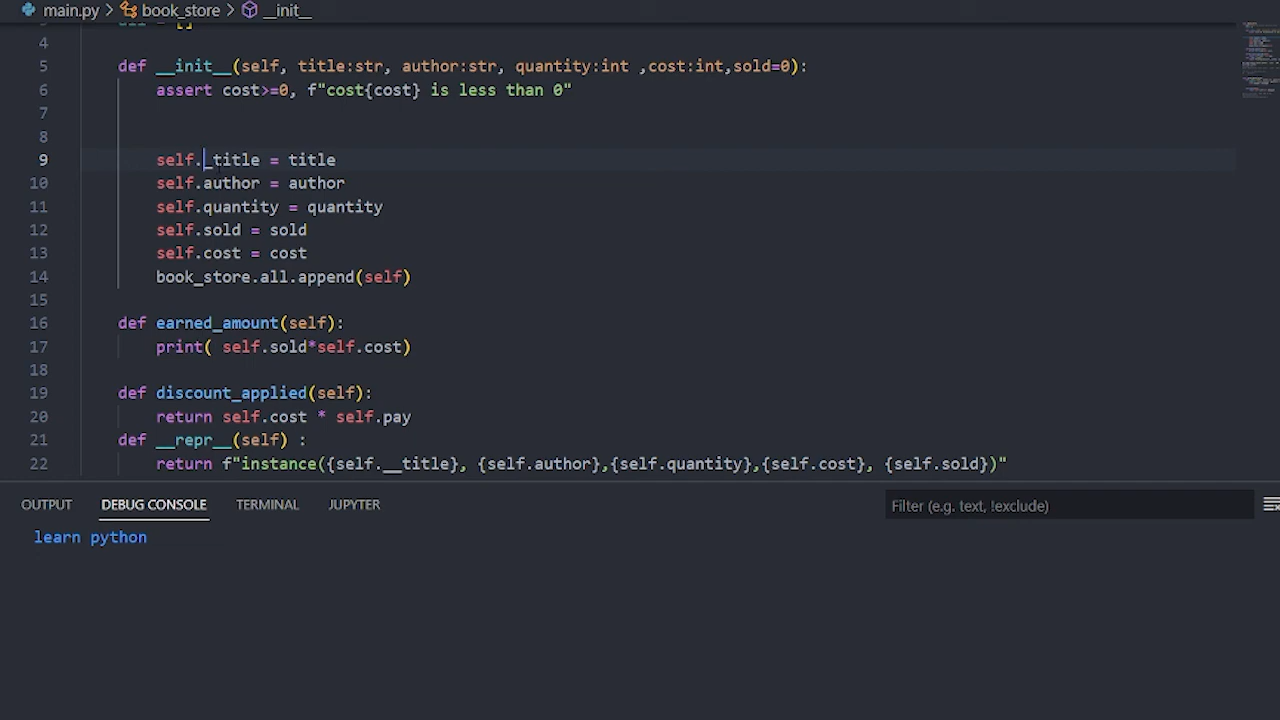 main.py > book_store > __init__
4
5 def __init__(self, title:str, author:str, quantity:int ,cost:int,sold=0):
6 assert cost>=0, f"cost{cost} is less than 0"
7
8
9 self._title = title
10 self.author = author
11 self.quantity = quantity
12 self.sold = sold
13 self.cost = cost
14 book_store.all.append(self)
15
16 def earned_amount(self):
17 print( self.sold*self.cost)
18
19 def discount_applied(self):
20 return self.cost * self.pay
21 def __repr__(self) :
22 return f"instance({self.__title}, {self.author},{self.quantity},{self.cost}, {self.sold})"
OUTPUT DEBUG CONSOLE TERMINAL JUPYTER Filter (e.g. text, !exclude)
learn python